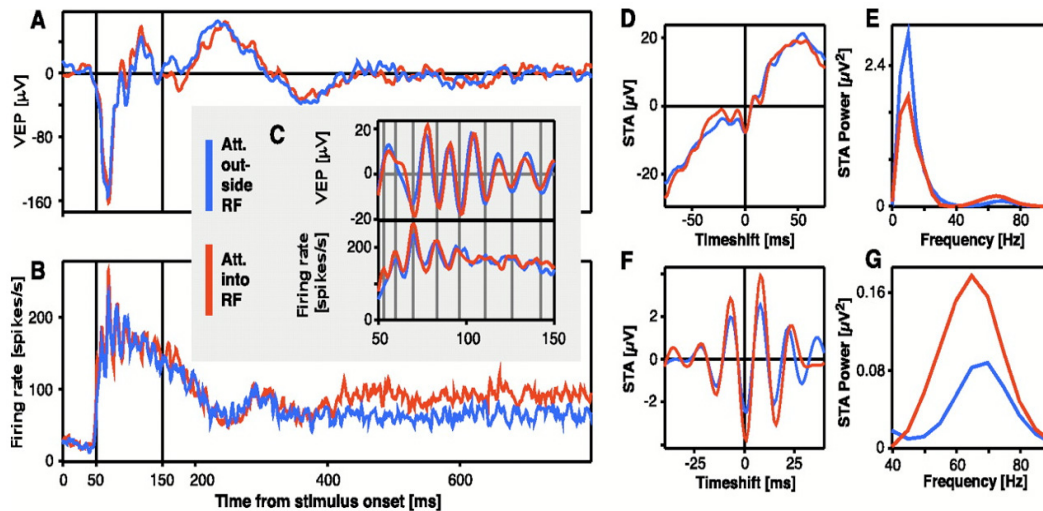 A
VEP [µV]
0
-80
-160
Att.
out-
side
RF
Att.
into
RF
C
VEP [µV]
20
0
-20
Firing rate
[spikes/s]
200
0
50
100
150
B
Firing rate [spikes/s]
200
100
0
0
50
150
200
400
600
Time from stimulus onset [ms]
D
STA [µV]
20
0
-20
-50
0
50
Timeshift [ms]
E
STA Power [µV²]
2.4
0
0
40
80
Frequency [Hz]
F
STA [µV]
2
0
-2
-25
0
25
Timeshift [ms]
G
STA Power [µV²]
0.16
0.08
0
40
60
80
Frequency [Hz]